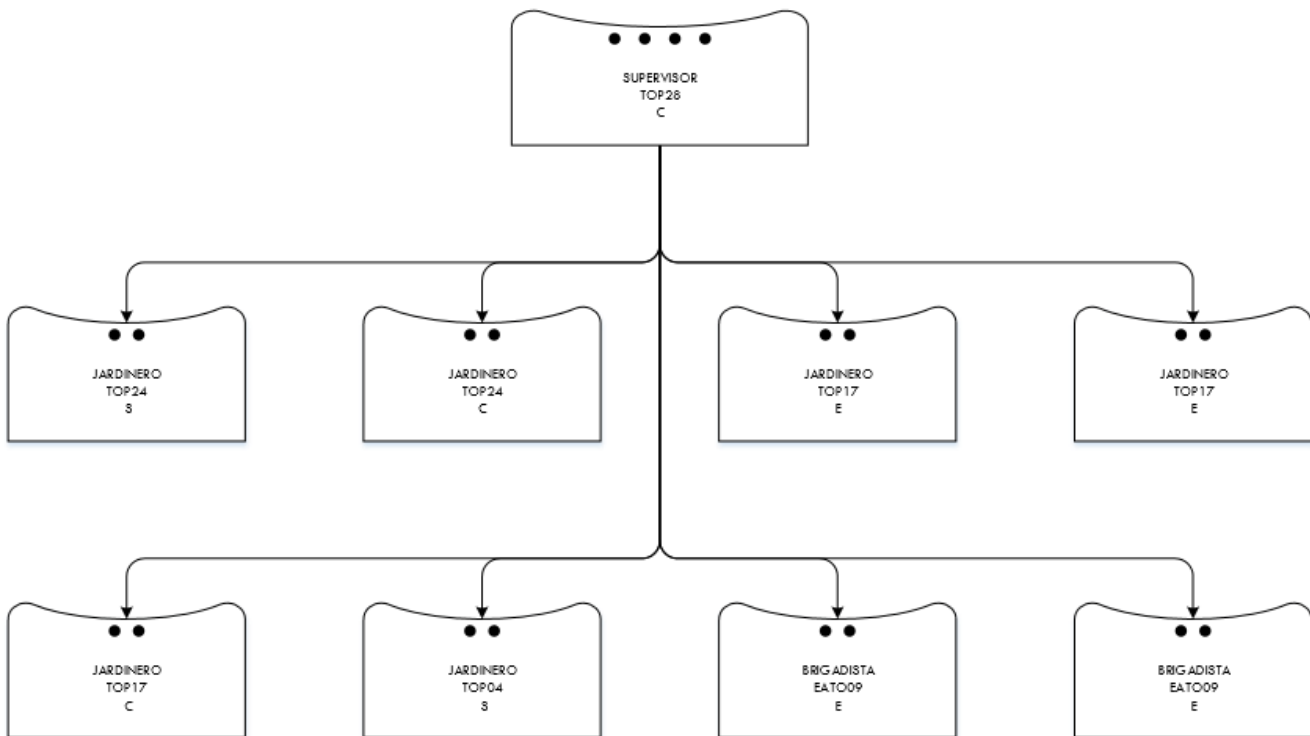 SUPERVISOR
TOP28
C
JARDINERO
TOP24
S
JARDINERO
TOP24
C
JARDINERO
TOP17
E
JARDINERO
TOP17
E
JARDINERO
TOP17
C
JARDINERO
TOP04
S
BRIGADISTA
EATO09
E
BRIGADISTA
EATO09
E